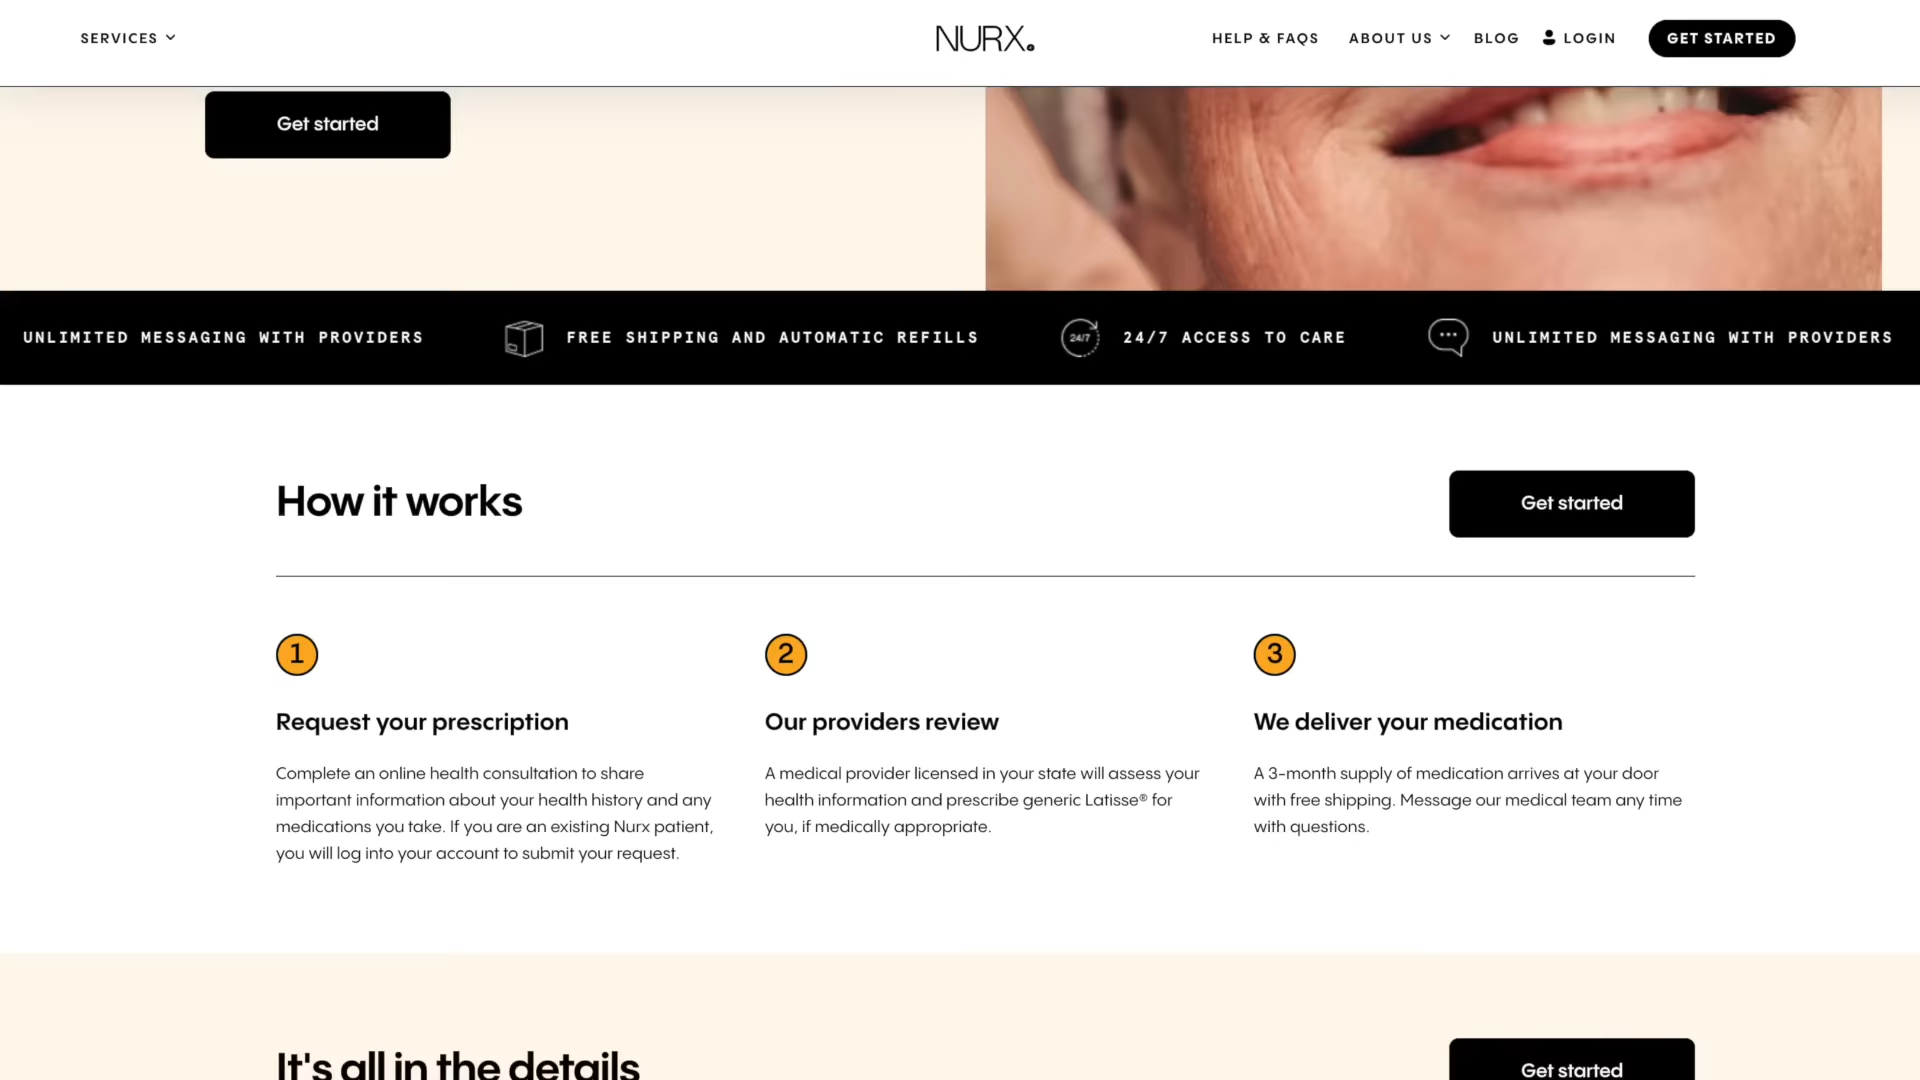 SERVICES
NURX
HELP & FAQS
ABOUT US
BLOG
LOGIN
GET STARTED
Get started
UNLIMITED MESSAGING WITH PROVIDERS
FREE SHIPPING AND AUTOMATIC REFILLS
24/7
24/7 ACCESS TO CARE
UNLIMITED MESSAGING WITH PROVIDERS
How it works
Get started
1
Request your prescription
Complete an online health consultation to share
important information about your health history and any
medications you take. If you are an existing Nurx patient,
you will log into your account to submit your request.
2
Our providers review
A medical provider licensed in your state will assess your
health information and prescribe generic Latisse® for
you, if medically appropriate.
3
We deliver your medication
A 3-month supply of medication arrives at your door
with free shipping. Message our medical team any time
with questions.
It's all in the details
Get started